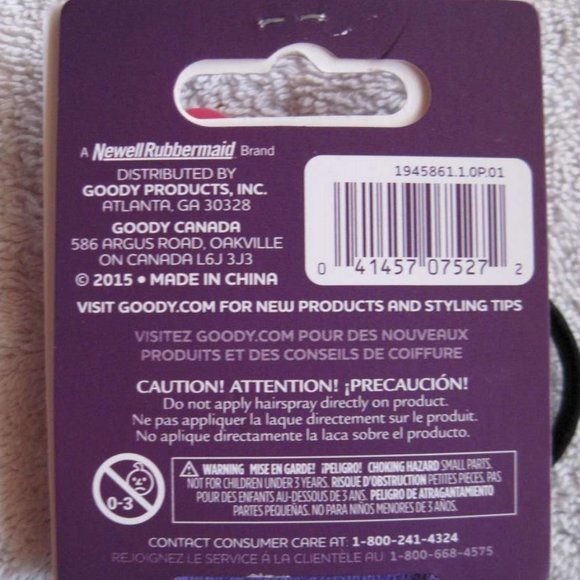 A NewellRubbermaid Brand
DISTRIBUTED BY
GOODY PRODUCTS, INC.
ATLANTA, GA 30328
GOODY CANADA
586 ARGUS ROAD, OAKVILLE
ON CANADA L6J 3J3
© 2015 • MADE IN CHINA
1945861.1.0P.01
0 41457 07527 2
VISIT GOODY.COM FOR NEW PRODUCTS AND STYLING TIPS
VISITEZ GOODY.COM POUR DES NOUVEAUX
PRODUITS ET DES CONSEILS DE COIFFURE
CAUTION! ATTENTION! ¡PRECAUCIÓN!
Do not apply hairspray directly on product.
Ne pas appliquer la laque directement sur le produit.
No aplique directamente la laca sobre el producto.
0-3
WARNING MISE EN GARDE! ¡PELIGRO! CHOKING HAZARD SMALL PARTS.
NOT FOR CHILDREN UNDER 3 YEARS. RISQUE D'OBSTRUCTION PETITES PIECES, PAS
POUR DES ENFANTS AU-DESSOUS DE 3 ANS. PELIGRO DE ATRAGANTAMIENTO
PARTES PEQUEÑAS. NO PARA NIÑOS MENORES DE 3 AÑOS.
CONTACT CONSUMER CARE AT: 1-800-241-4324
REJOIGNEZ LE SERVICE À LA CLIENTÈLE AU 1-800-668-4575